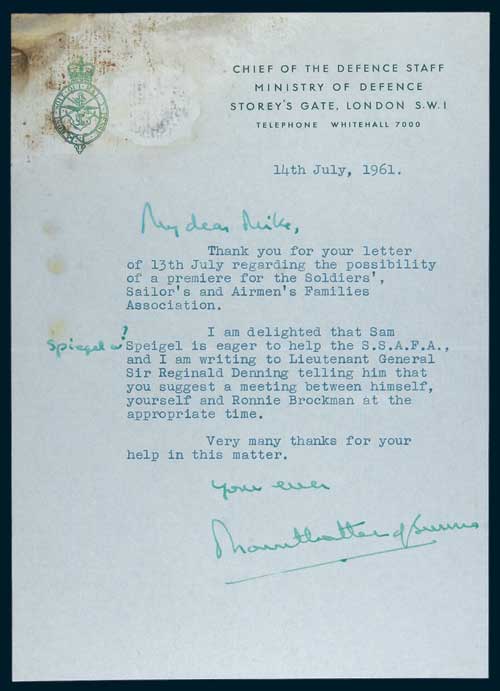 CHIEF OF THE DEFENCE STAFF
MINISTRY OF DEFENCE
STOREY'S GATE, LONDON S.W.1
TELEPHONE WHITEHALL 7000
14th July, 1961.
My dear Mike,
Thank you for your letter
of 13th July regarding the possibility
of a premiere for the Soldiers',
Sailor's and Airmen's Families
Association.
I am delighted that Sam
Spiegel ?
Speigel is eager to help the S.S.A.F.A.,
and I am writing to Lieutenant General
Sir Reginald Denning telling him that
you suggest a meeting between himself,
yourself and Ronnie Brockman at the
appropriate time.
Very many thanks for your
help in this matter.
Your ever
Mountbatten of Burma